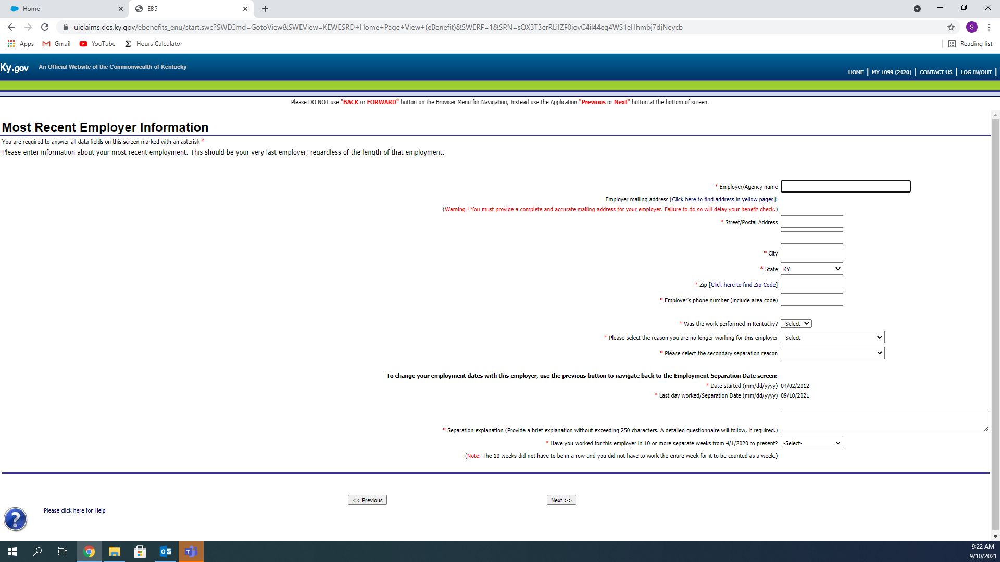 Home
EB5
uiclaims.des.ky.gov/ebenefits_enu/start.swe?SWECmd=GotoView&SWEView=KEWESRD+Home+Page+View+(eBenefit)&SWERF=1&SRN=sQX3T3erRLiIZF0jovC4iI44cq4WS1eHhmbj7djNeycb
S
Apps
Gmail
YouTube
Hours Calculator
Reading list
Ky.gov An Official Website of the Commonwealth of Kentucky
HOME | MY 1099 (2020) | CONTACT US | LOG IN/OUT |
Please DO NOT use "BACK or FORWARD" button on the Browser Menu for Navigation, Instead use the Application "Previous or Next" button at the bottom of screen.
Most Recent Employer Information
You are required to answer all data fields on this screen marked with an asterisk *
Please enter information about your most recent employment. This should be your very last employer, regardless of the length of that employment.
* Employer/Agency name
Employer mailing address [Click here to find address in yellow pages]:
(Warning ! You must provide a complete and accurate mailing address for your employer. Failure to do so will delay your benefit check.)
* Street/Postal Address
* City
* State KY
* Zip [Click here to find Zip Code]
* Employer's phone number (include area code)
* Was the work performed in Kentucky? -Select-
* Please select the reason you are no longer working for this employer -Select-
* Please select the secondary separation reason
To change your employment dates with this employer, use the previous button to navigate back to the Employment Separation Date screen:
* Date started (mm/dd/yyyy) 04/02/2012
* Last day worked/Separation Date (mm/dd/yyyy) 09/10/2021
* Separation explanation (Provide a brief explanation without exceeding 250 characters. A detailed questionnaire will follow, if required.)
* Have you worked for this employer in 10 or more separate weeks from 4/1/2020 to present? -Select-
(Note: The 10 weeks did not have to be in a row and you did not have to work the entire week for it to be counted as a week.)
<< Previous
Next >>
? Please click here for Help
9:22 AM
9/10/2021